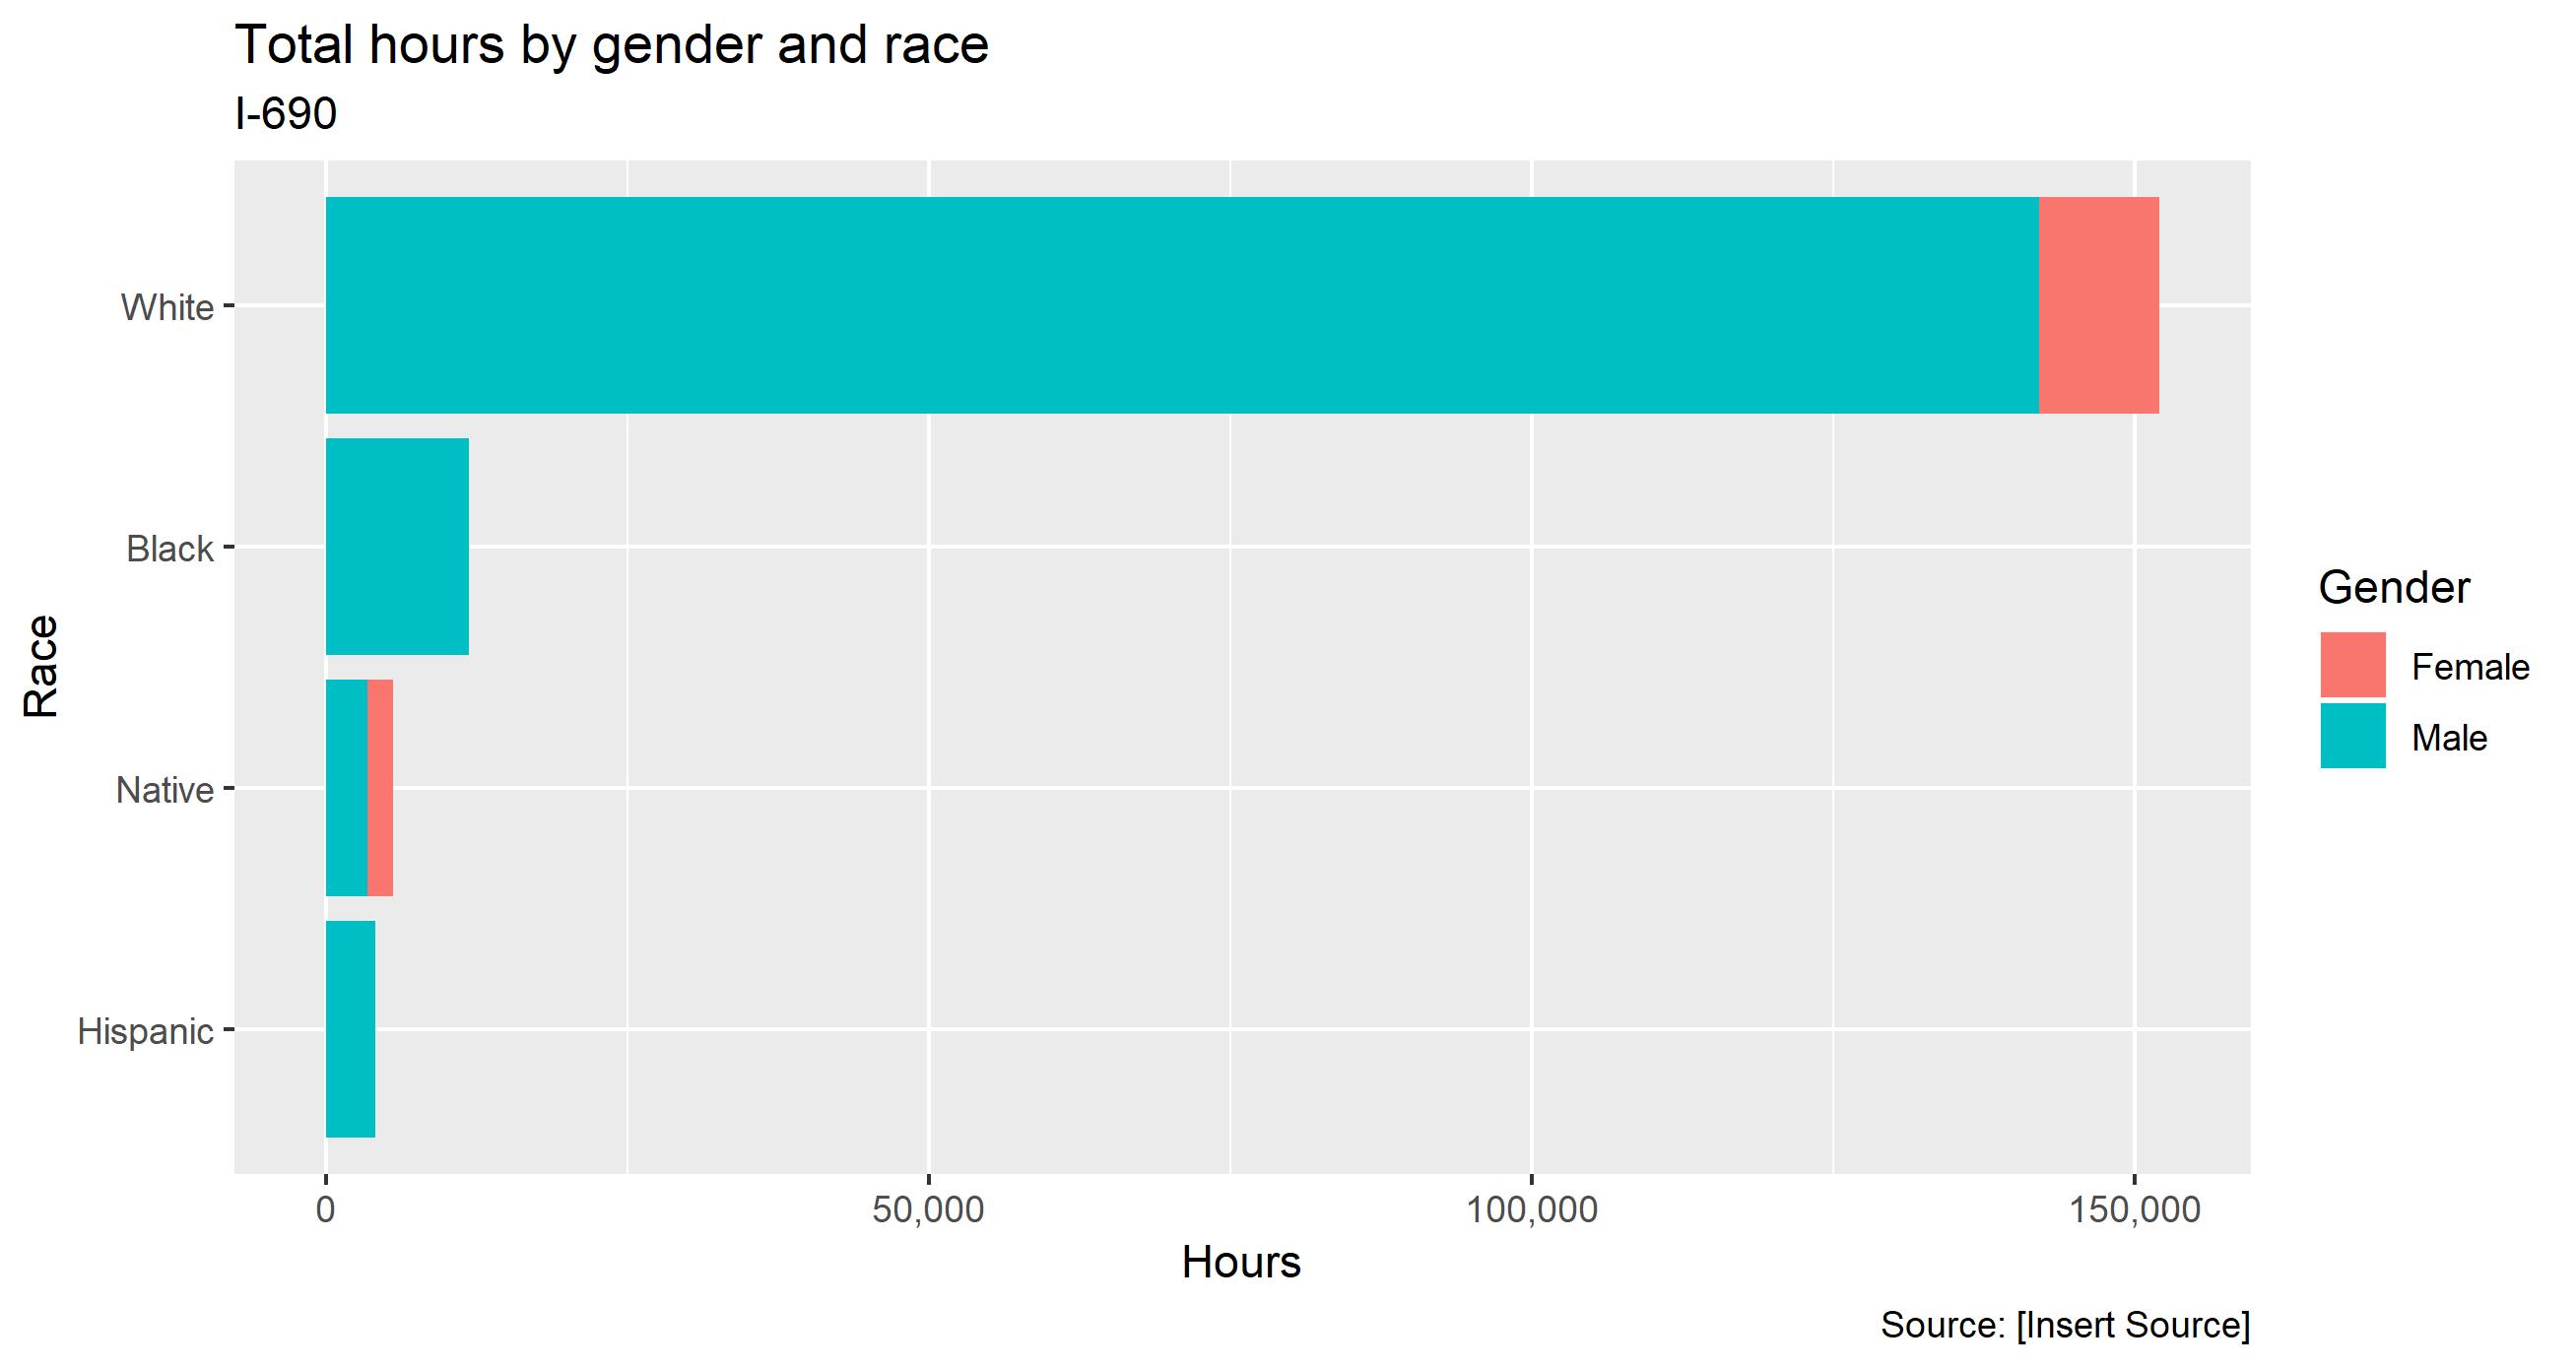 Total hours by gender and race
I-690
White
Black
Native
Hispanic
Race
0
50,000
100,000
150,000
Hours
Gender
Female
Male
Source: [Insert Source]